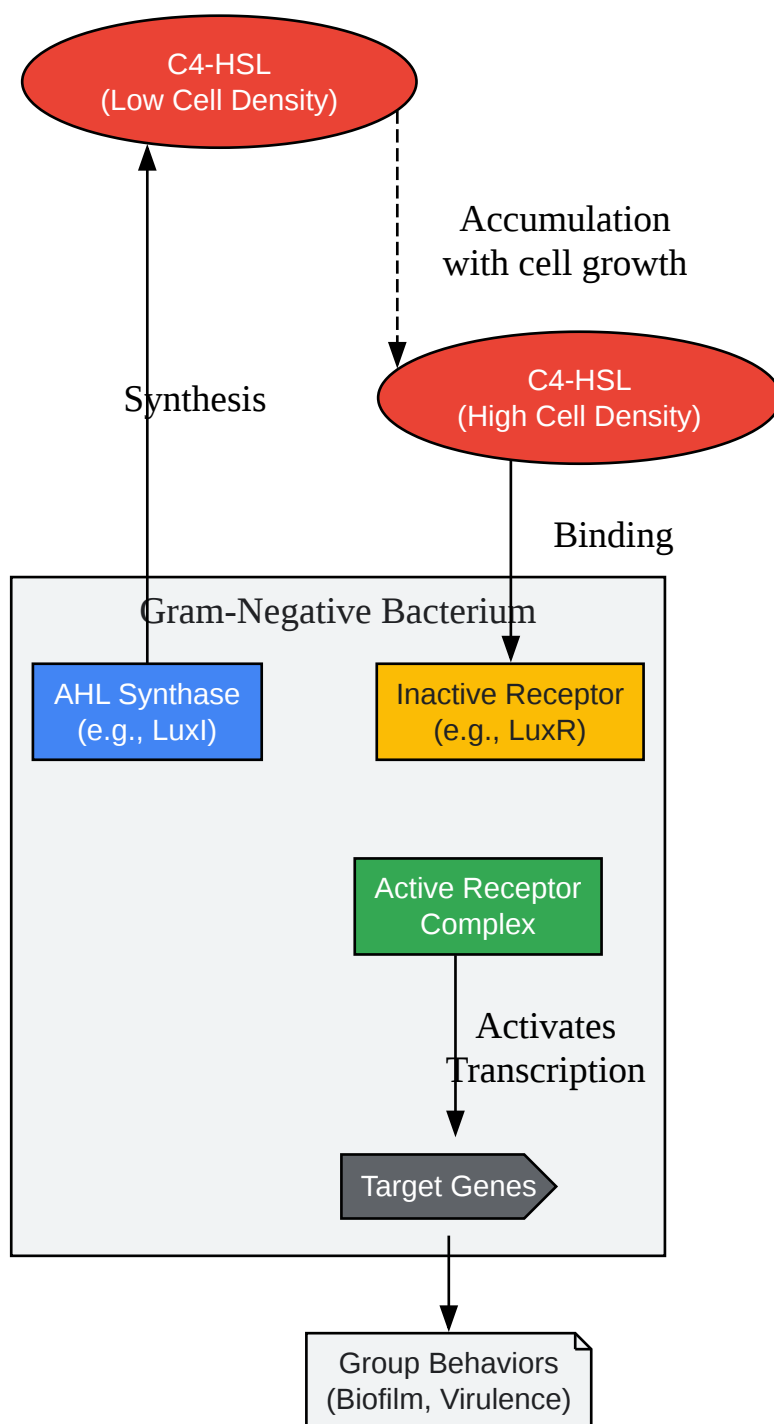 C4-HSL
(Low Cell Density)
Accumulation
with cell growth
C4-HSL
(High Cell Density)
Synthesis
Binding
Gram-Negative Bacterium
AHL Synthase
(e.g., LuxI)
Inactive Receptor
(e.g., LuxR)
Active Receptor
Complex
Activates
Transcription
Target Genes
Group Behaviors
(Biofilm, Virulence)